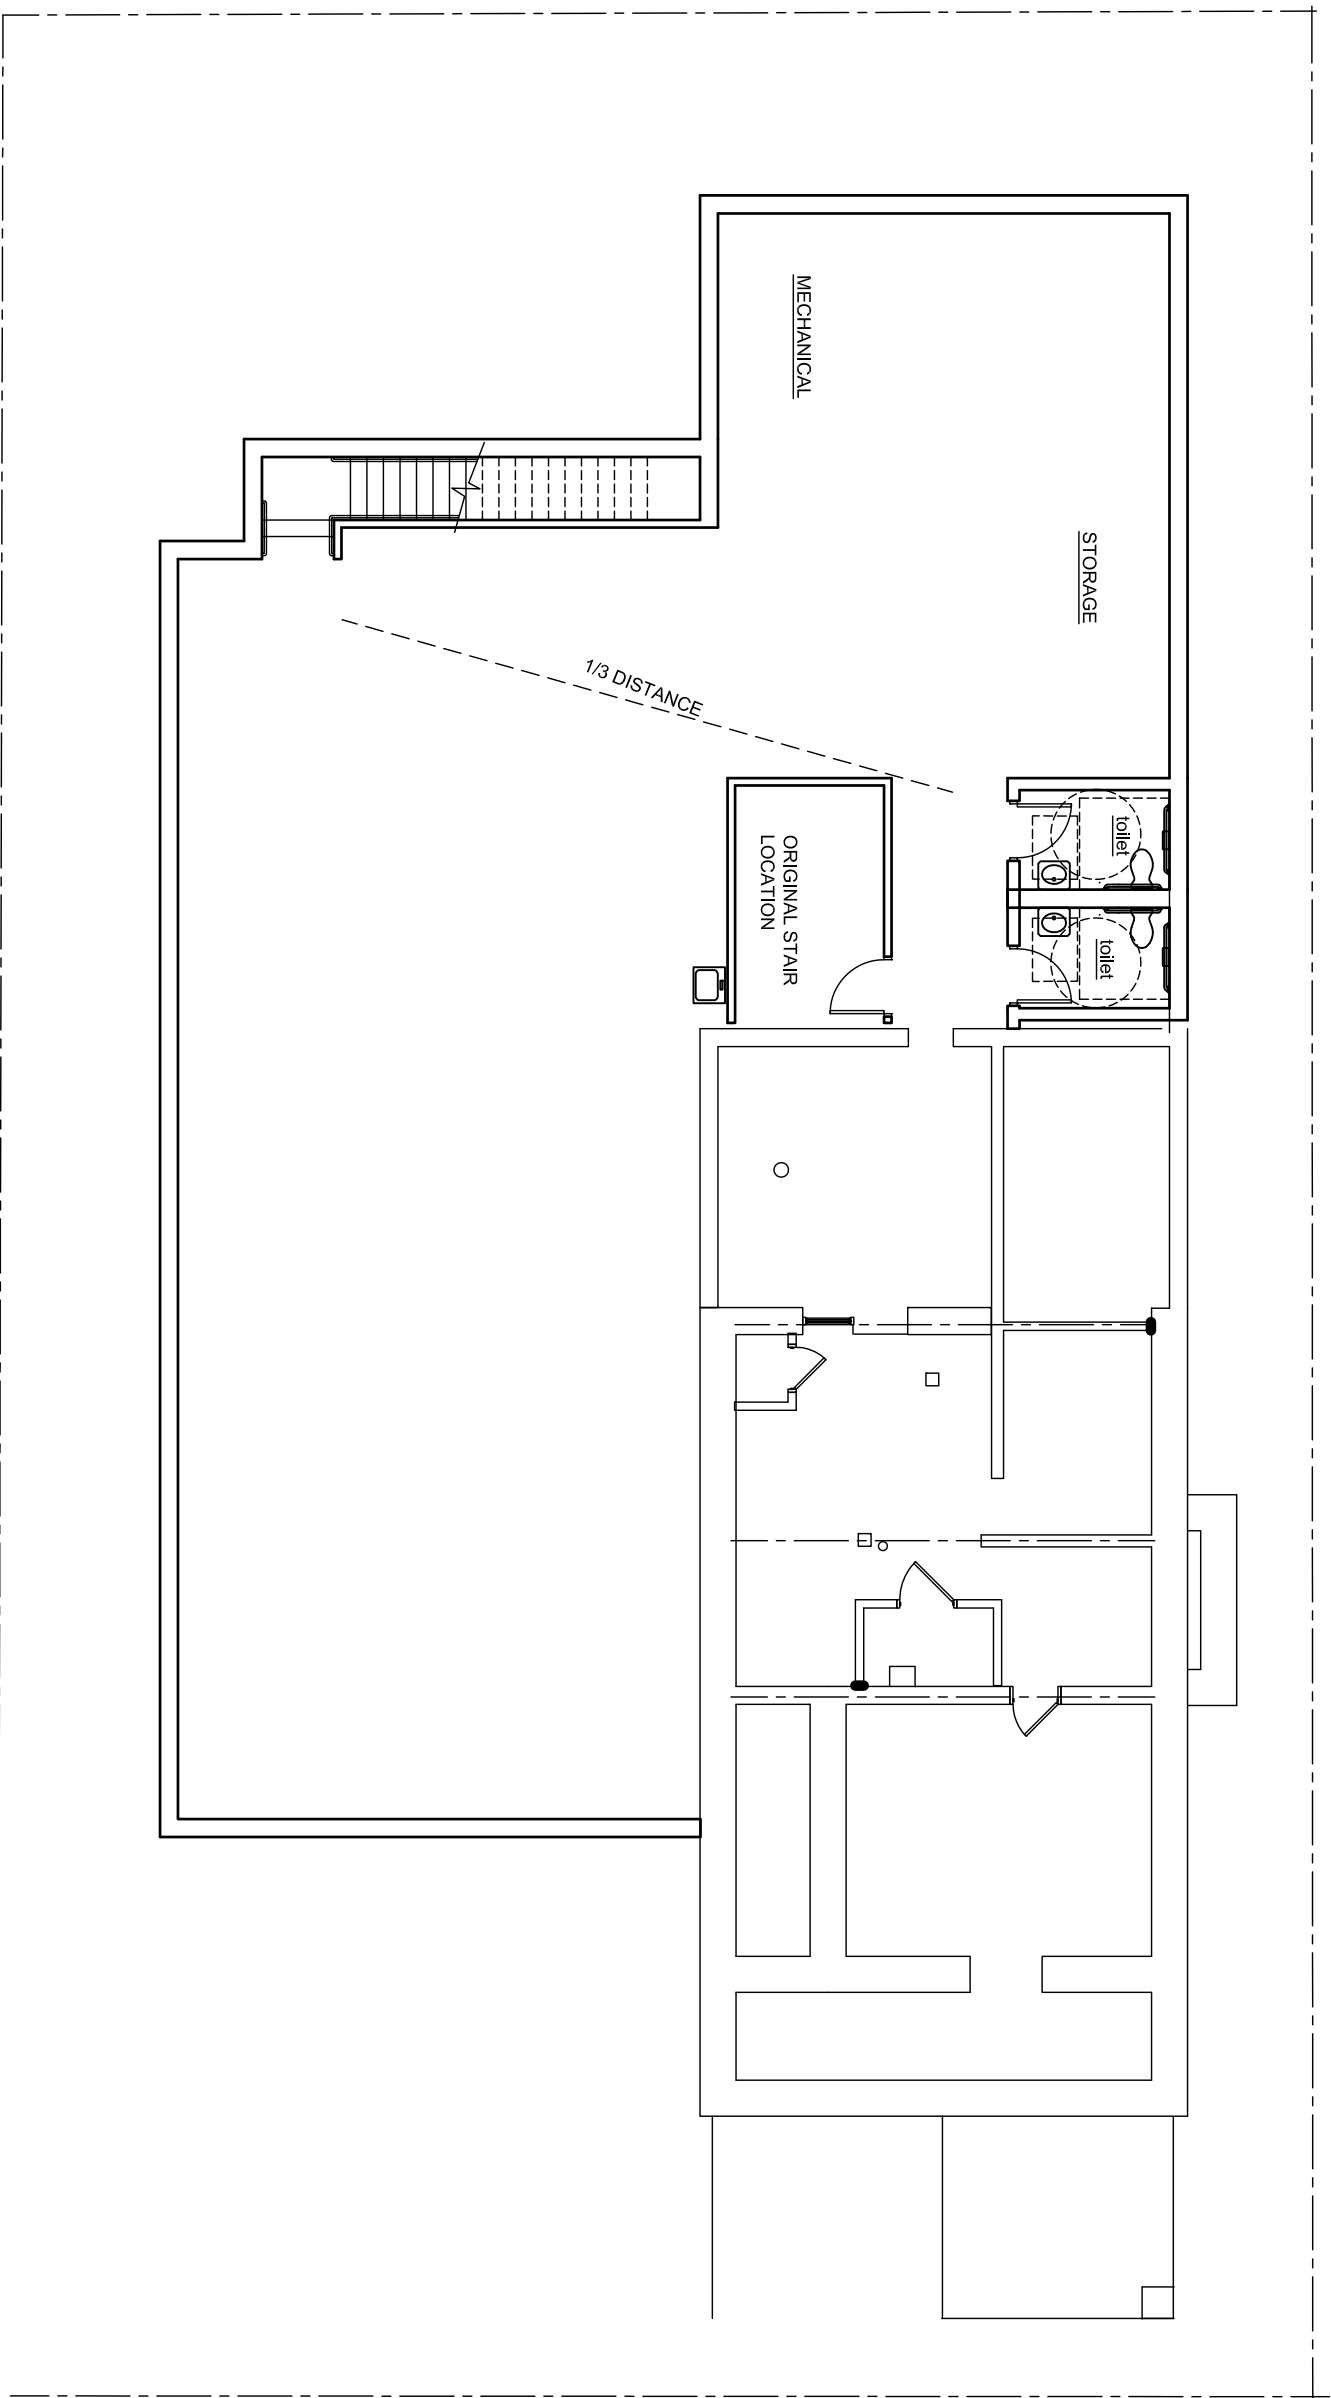 MECHANICAL
STORAGE
1/3 DISTANCE
ORIGINAL STAIR
LOCATION
toilet
toilet